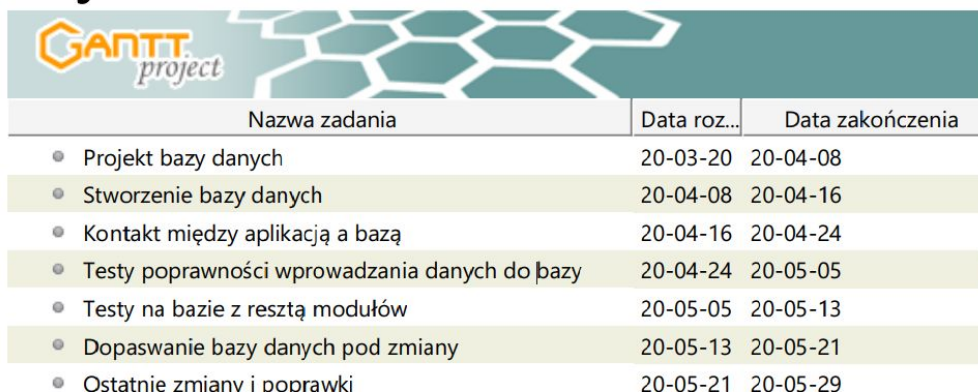 GANTT
project
Nazwa zadania Data roz... Data zakończenia
Projekt bazy danych 20-03-20 20-04-08
Stworzenie bazy danych 20-04-08 20-04-16
Kontakt między aplikacją a bazą 20-04-16 20-04-24
Testy poprawności wprowadzania danych do bazy 20-04-24 20-05-05
Testy na bazie z resztą modułów 20-05-05 20-05-13
Dopaswanie bazy danych pod zmiany 20-05-13 20-05-21
Ostatnie zmiany i poprawki 20-05-21 20-05-29